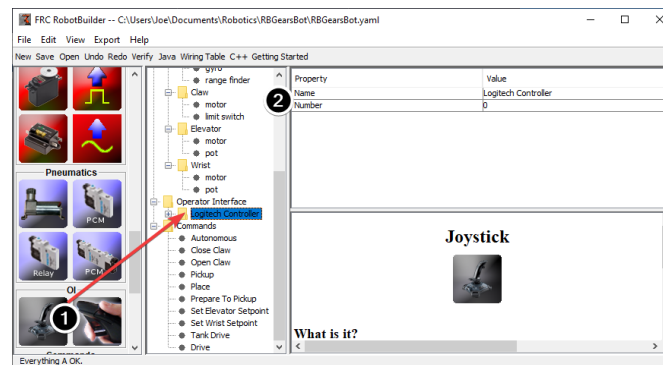 FRC RobotBuilder -- C:\Users\Joe\Documents\Robotics\RBGearsBot\RBGearsBot.yaml
File Edit View Export Help
New Save Open Undo Redo Verify Java Wiring Table C++ Getting Started
Pneumatics
PCM
Relay
PCM
OI
1
gyro
range finder
Claw
motor
limit switch
Elevator
motor
pot
Wrist
motor
pot
Operator Interface
Logitech Controller
Commands
Autonomous
Close Claw
Open Claw
Pickup
Place
Prepare To Pickup
Set Elevator Setpoint
Set Wrist Setpoint
Tank Drive
Drive
2
Property Value
Name Logitech Controller
Number 0
Joystick
What is it?
Commands
Everything A OK.